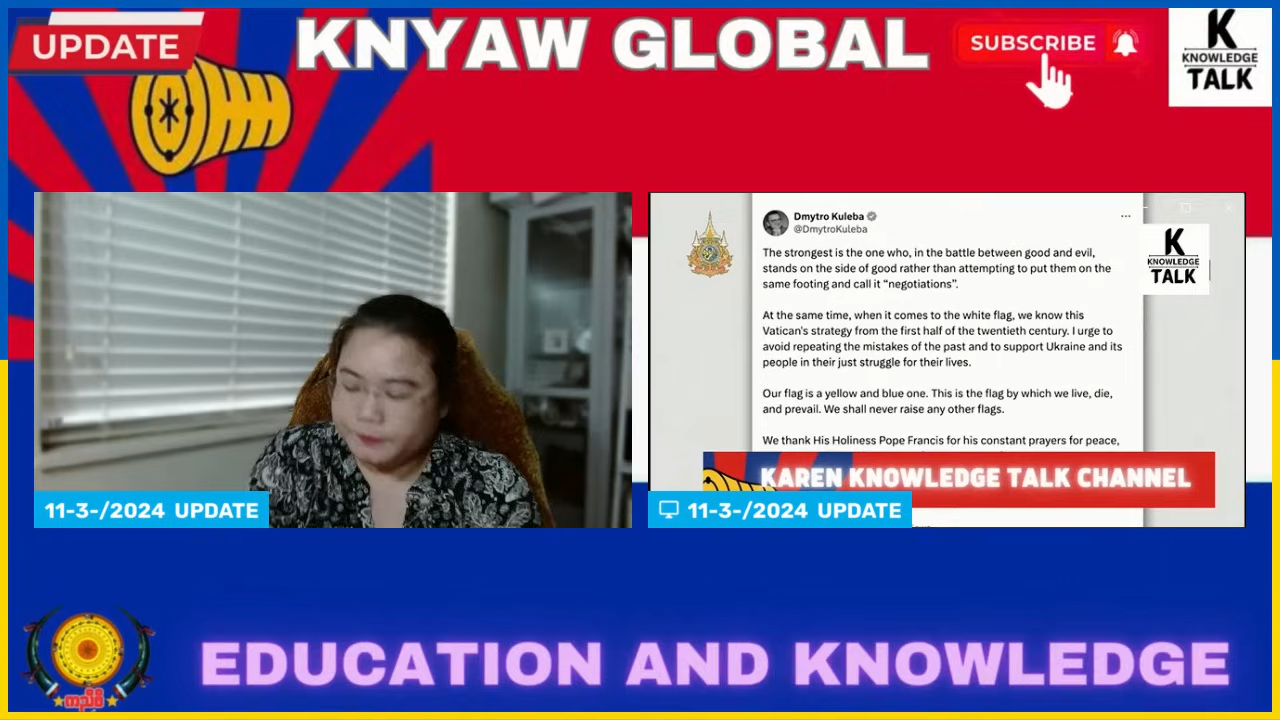 UPDATE
KNYAW GLOBAL
SUBSCRIBE
K
KNOWLEDGE
TALK
Dmytro Kuleba
@DmytroKuleba
The strongest is the one who, in the battle between good and evil,
stands on the side of good rather than attempting to put them on the
same footing and call it “negotiations”.
At the same time, when it comes to the white flag, we know this
Vatican's strategy from the first half of the twentieth century. I urge to
avoid repeating the mistakes of the past and to support Ukraine and its
people in their just struggle for their lives.
Our flag is a yellow and blue one. This is the flag by which we live, die,
and prevail. We shall never raise any other flags.
We thank His Holiness Pope Francis for his constant prayers for peace,
K
KNOWLEDGE
TALK
KAREN KNOWLEDGE TALK CHANNEL
11-3-/2024 UPDATE
11-3-/2024 UPDATE
EDUCATION AND KNOWLEDGE